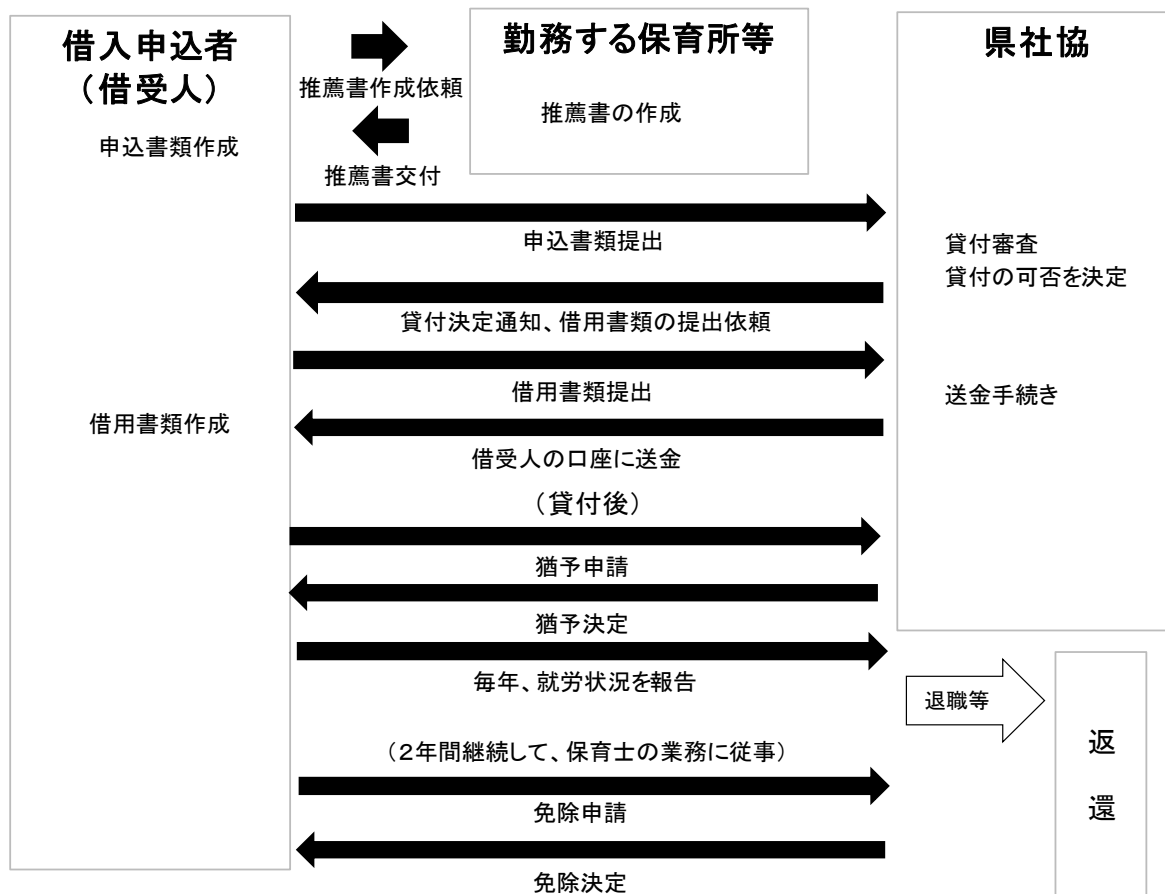 借入申込者
（借受人）
申込書類作成
推薦書作成依頼
推薦書交付
勤務する保育所等
推薦書の作成
県社協
申込書類提出
貸付審査
貸付の可否を決定
貸付決定通知、借用書類の提出依頼
借用書類提出
送金手続き
借用書類作成
借受人の口座に送金
（貸付後）
猶予申請
猶予決定
毎年、就労状況を報告
退職等
返
還
（２年間継続して、保育士の業務に従事）
免除申請
免除決定